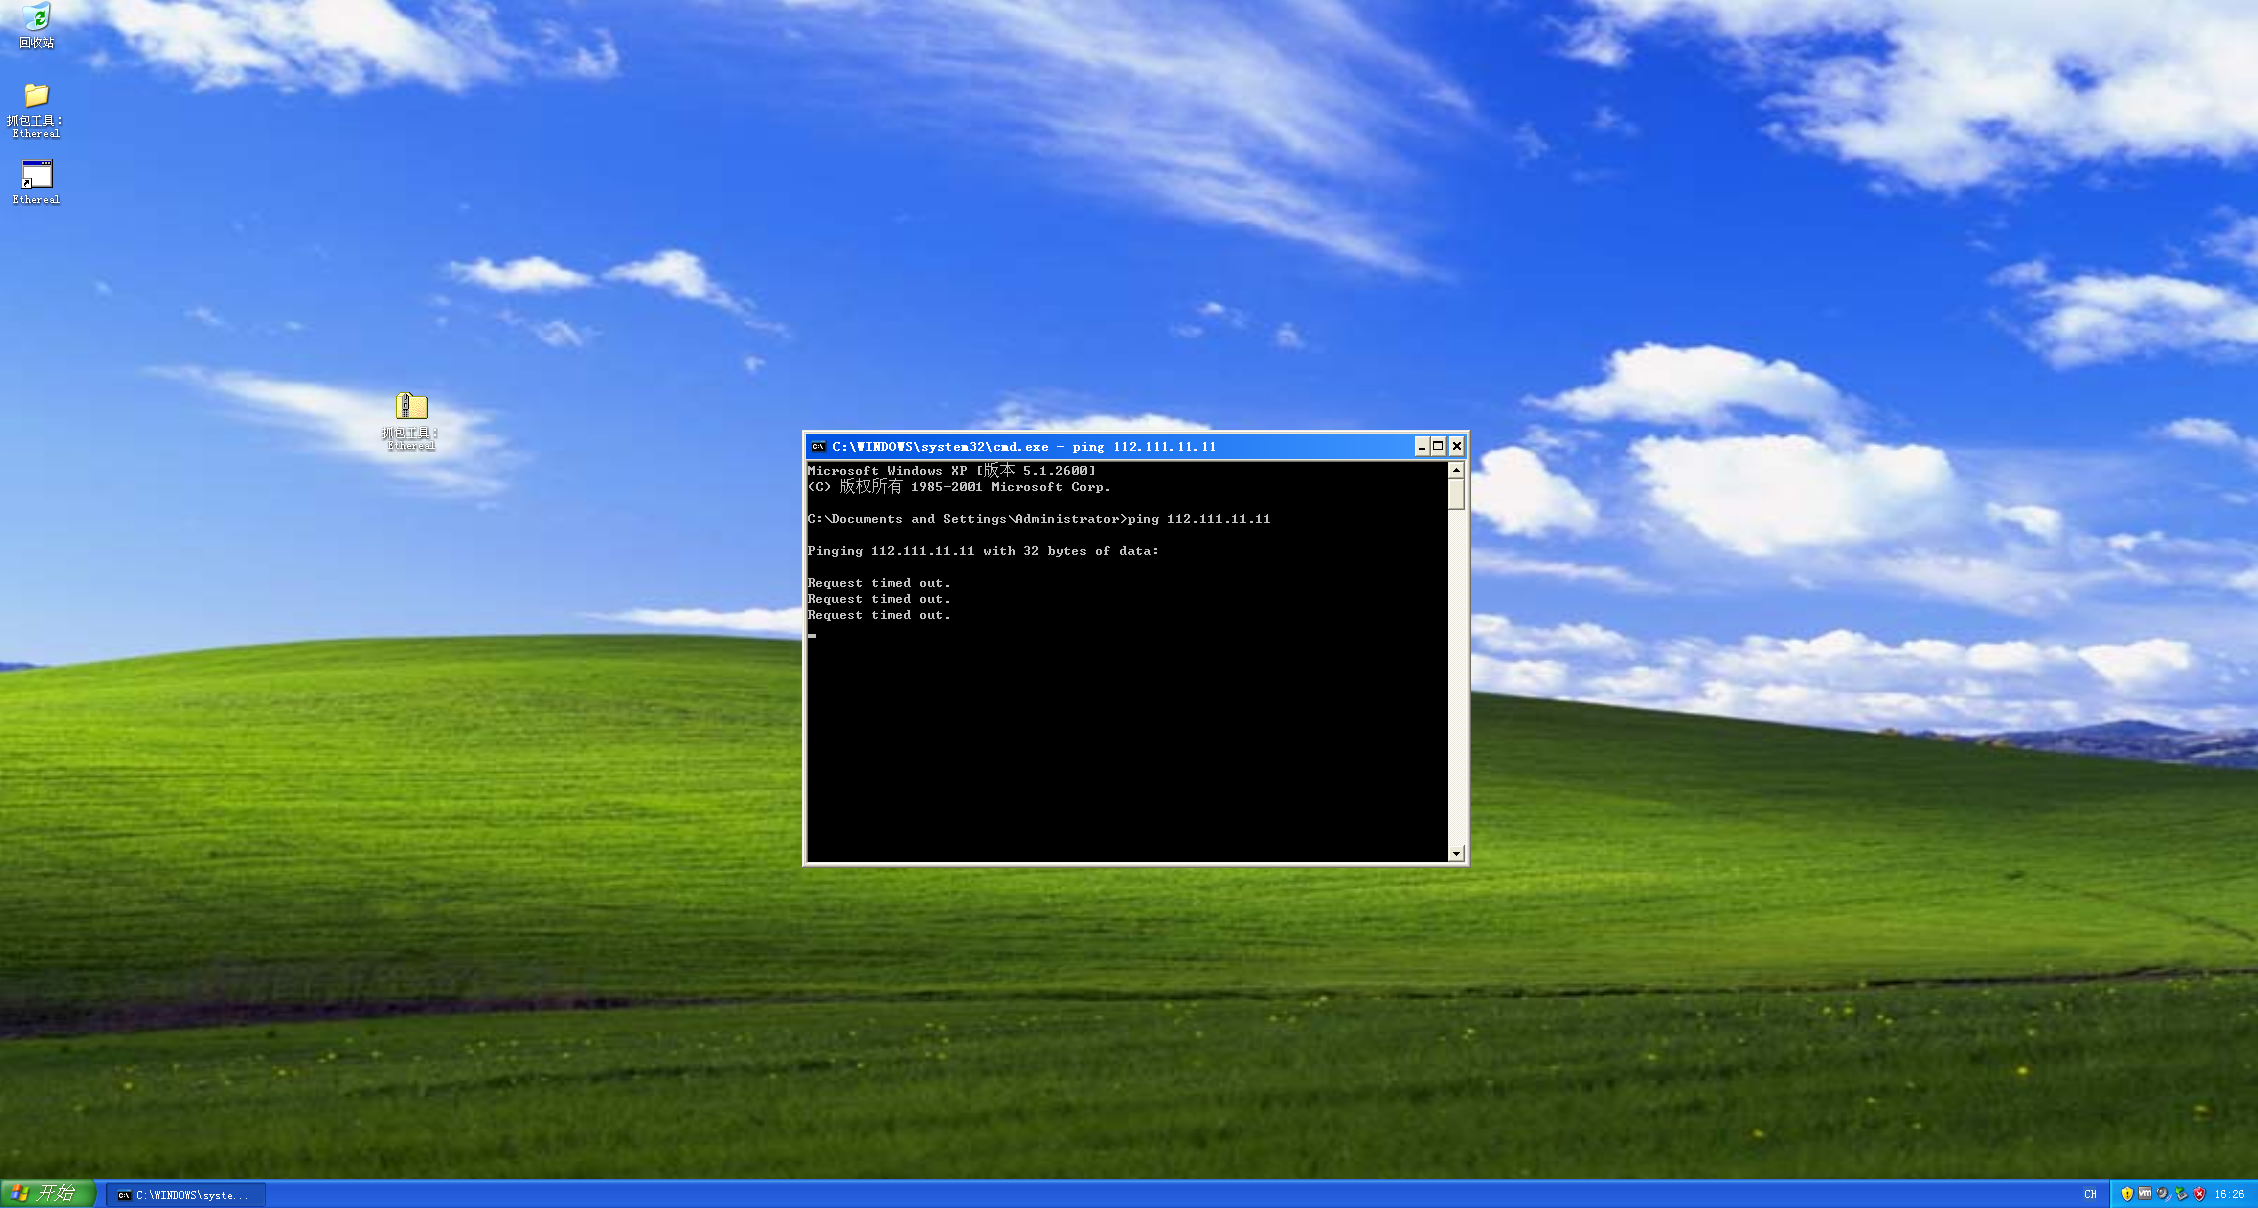 回收站
抓包工具：
Ethereal
Ethereal
抓包工具：
Ethereal
C:\WINDOWS\system32\cmd.exe - ping 112.111.11.11
Microsoft Windows XP [版本 5.1.2600]
(C) 版权所有 1985-2001 Microsoft Corp.
C:\Documents and Settings\Administrator>ping 112.111.11.11
Pinging 112.111.11.11 with 32 bytes of data:
Request timed out.
Request timed out.
Request timed out.
开始
C:\WINDOWS\syste...
CH
16:26